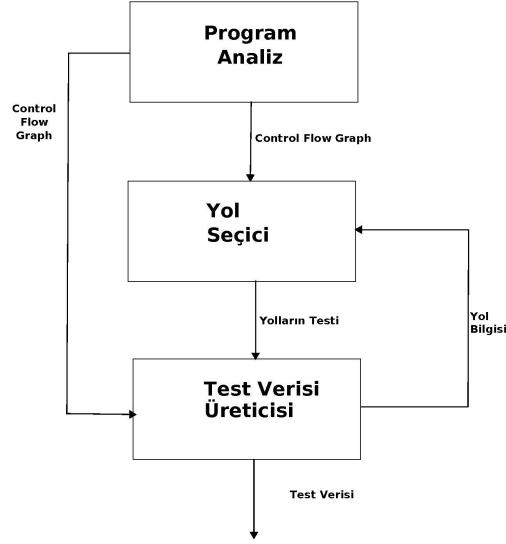 Program
Analiz
Control
Flow
Graph
Control Flow Graph
Yol
Seçici
Yolların Testi
Yol
Bilgisi
Test Verisi
Üreticisi
Test Verisi